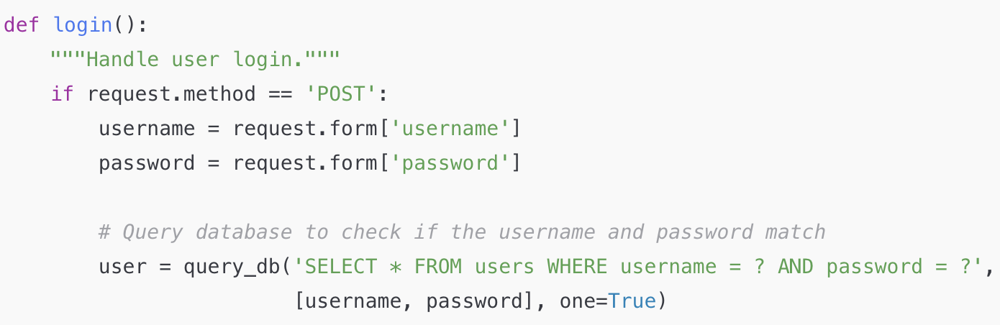 def login():
    """Handle user login."""
    if request.method == 'POST':
        username = request.form['username']
        password = request.form['password']

        # Query database to check if the username and password match
        user = query_db('SELECT * FROM users WHERE username = ? AND password = ?',
                        [username, password], one=True)